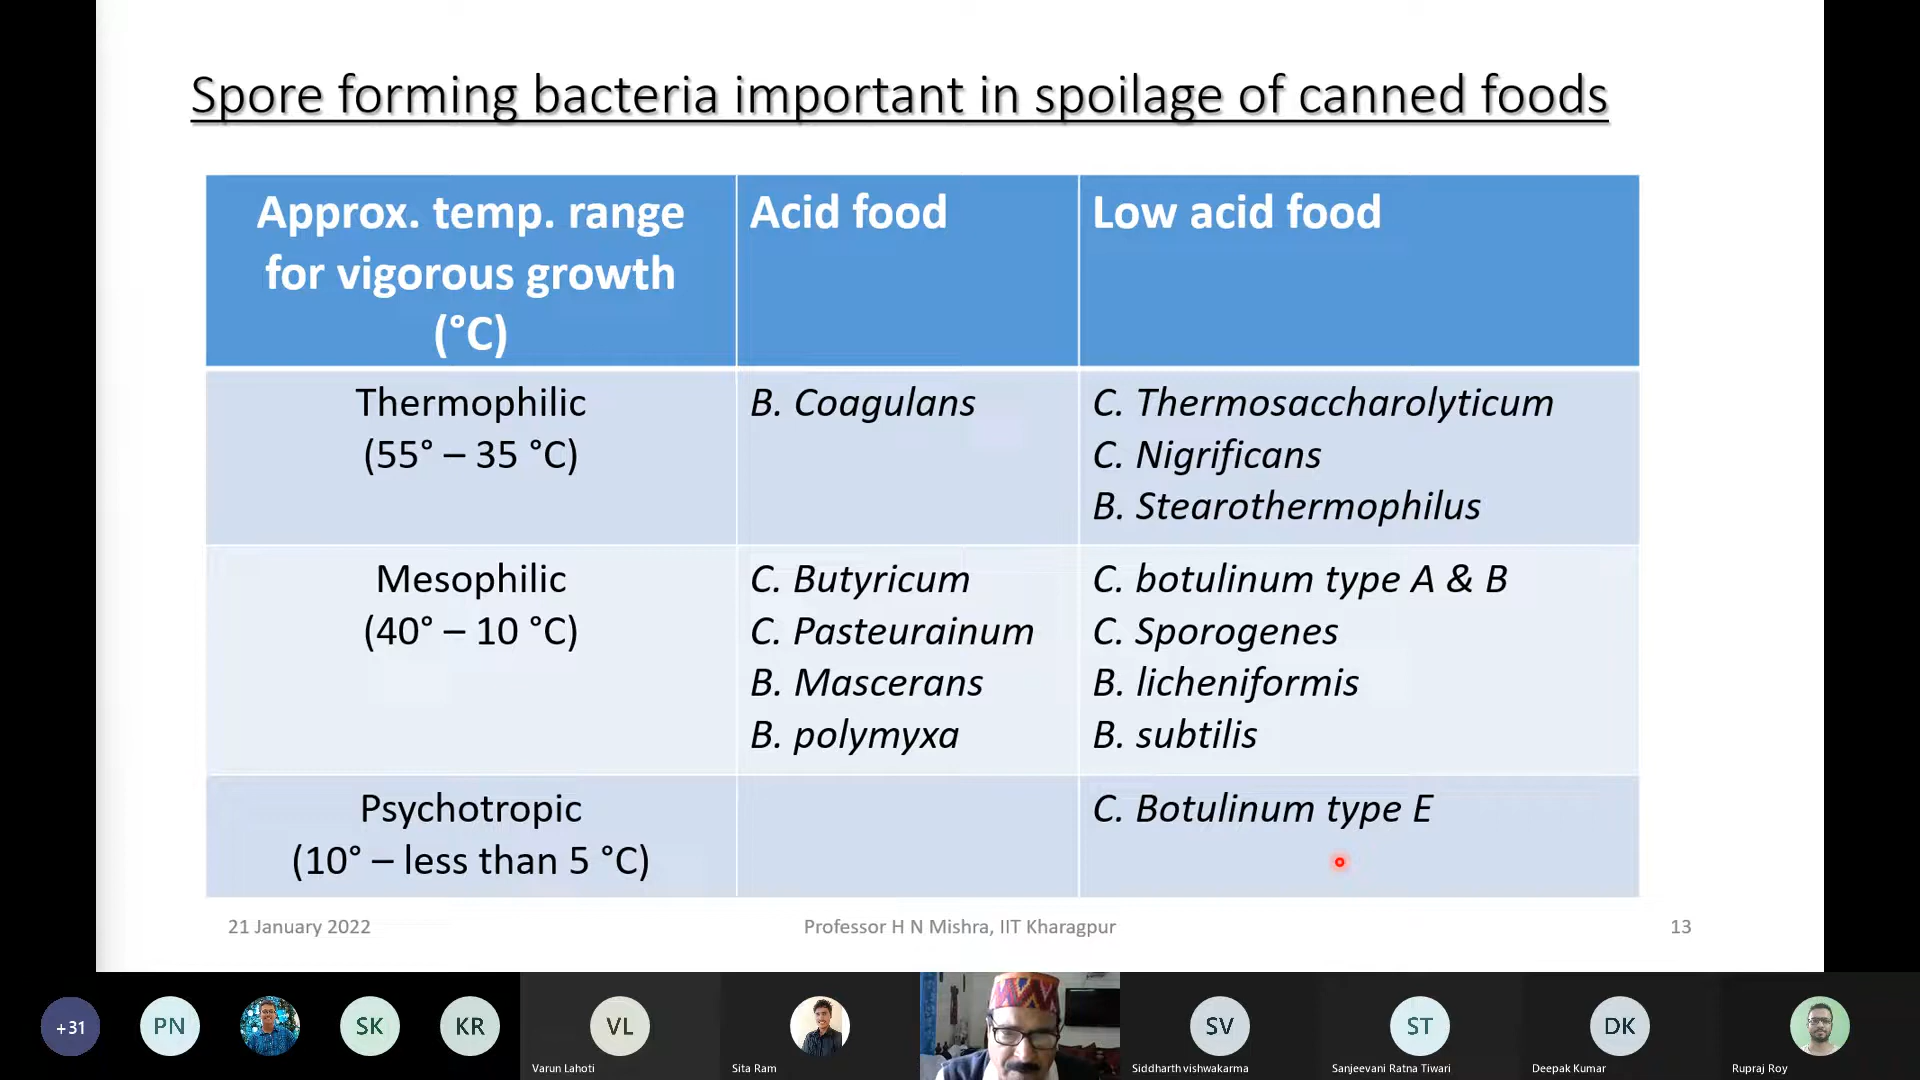 Spore forming bacteria important in spoilage of canned foods
Approx. temp. range
for vigorous growth
(°C)
Acid food
Low acid food
Thermophilic
(55° – 35 °C)
B. Coagulans
C. Thermosaccharolyticum
C. Nigrificans
B. Stearothermophilus
Mesophilic
(40° – 10 °C)
C. Butyricum
C. Pasteurainum
B. Mascerans
B. polymyxa
C. botulinum type A & B
C. Sporogenes
B. licheniformis
B. subtilis
Psychotropic
(10° – less than 5 °C)
C. Botulinum type E
21 January 2022
Professor H N Mishra, IIT Kharagpur
13
+31
PN
SK
KR
VL
Varun Lahoti
Sita Ram
SV
Siddharth vishwakarma
ST
Sanjeevani Ratna Tiwari
DK
Deepak Kumar
Rupraj Roy